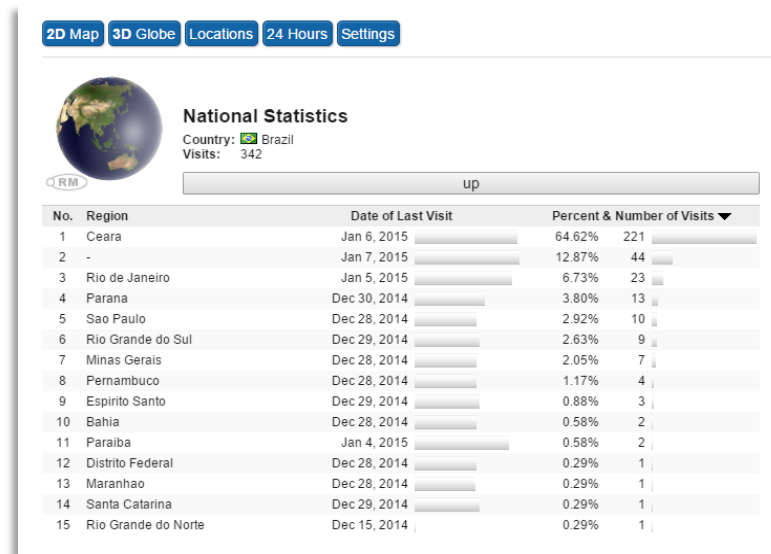 2D Map 3D Globe Locations 24 Hours Settings
National Statistics
Country: Brazil
Visits: 342
RM
up
No. Region Date of Last Visit Percent & Number of Visits
1 Ceara Jan 6, 2015 64.62% 221
2 - Jan 7, 2015 12.87% 44
3 Rio de Janeiro Jan 5, 2015 6.73% 23
4 Parana Dec 30, 2014 3.80% 13
5 Sao Paulo Dec 28, 2014 2.92% 10
6 Rio Grande do Sul Dec 29, 2014 2.63% 9
7 Minas Gerais Dec 28, 2014 2.05% 7
8 Pernambuco Dec 28, 2014 1.17% 4
9 Espirito Santo Dec 29, 2014 0.88% 3
10 Bahia Dec 28, 2014 0.58% 2
11 Paraiba Jan 4, 2015 0.58% 2
12 Distrito Federal Dec 28, 2014 0.29% 1
13 Maranhao Dec 28, 2014 0.29% 1
14 Santa Catarina Dec 29, 2014 0.29% 1
15 Rio Grande do Norte Dec 15, 2014 0.29% 1